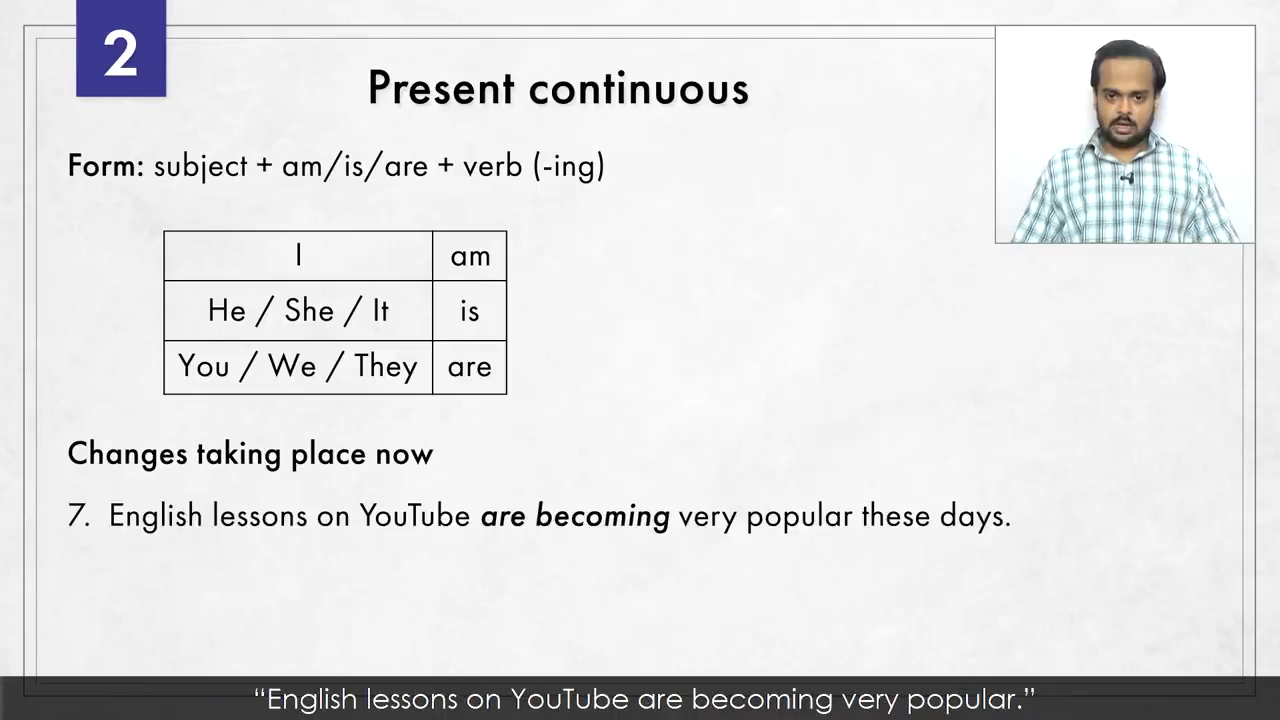 2
Present continuous
Form: subject + am/is/are + verb (-ing)
I am
He / She / It is
You / We / They are
Changes taking place now
7. English lessons on YouTube are becoming very popular these days.
“English lessons on YouTube are becoming very popular.”